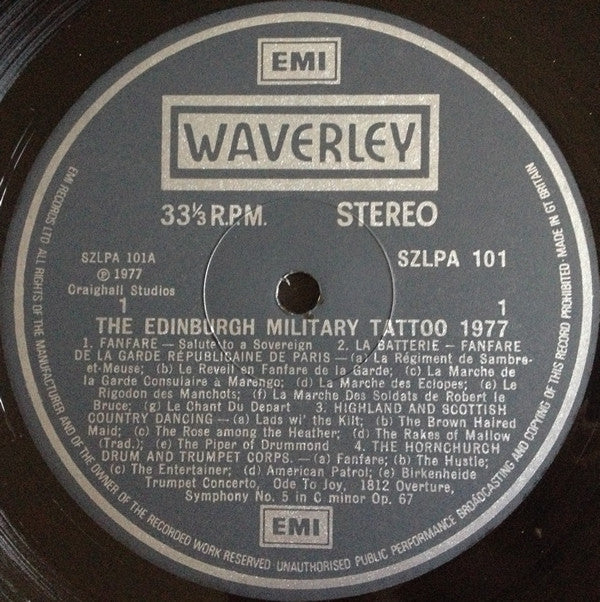 EMI
WAVERLEY
33⅓ R.P.M. STEREO
SZLPA 101A
℗ 1977
Craighall Studios
1
SZLPA 101
1
THE EDINBURGH MILITARY TATTOO 1977
1. FANFARE — Salute to a Sovereign 2. LA BATTERIE — FANFARE
DE LA GARDE RÉPUBLICAINE DE PARIS — (a) La Régiment de Sambre-
et-Meuse; (b) Le Reveil en Fanfare de la Garde; (c) La Marche de
la Garde Consulaire à Marango; (d) La Marche des Eclopes; (e) Le
Rigodon des Manchots; (f) La Marche Des Soldats de Robert le
Bruce; (g) Le Chant Du Depart 3. HIGHLAND AND SCOTTISH
COUNTRY DANCING — (a) Lads wi' the Kilt; (b) The Brown Haired
Maid; (c) The Rose among the Heather; (d) The Rakes of Mallow
(Trad.); (e) The Piper of Drummond 4. THE HORNCHURCH
DRUM AND TRUMPET CORPS. — (a) Fanfare; (b) The Hustle;
(c) The Entertainer; (d) American Patrol; (e) Birkenheide
Trumpet Concerto, Ode To Joy, 1812 Overture,
Symphony No. 5 in C minor Op. 67
EMI
EMI RECORDS LTD ALL RIGHTS OF THE MANUFACTURER AND OF THE OWNER OF THE RECORDED WORK RESERVED · UNAUTHORISED PUBLIC PERFORMANCE BROADCASTING AND COPYING OF THIS RECORD PROHIBITED · MADE IN GT BRITAIN